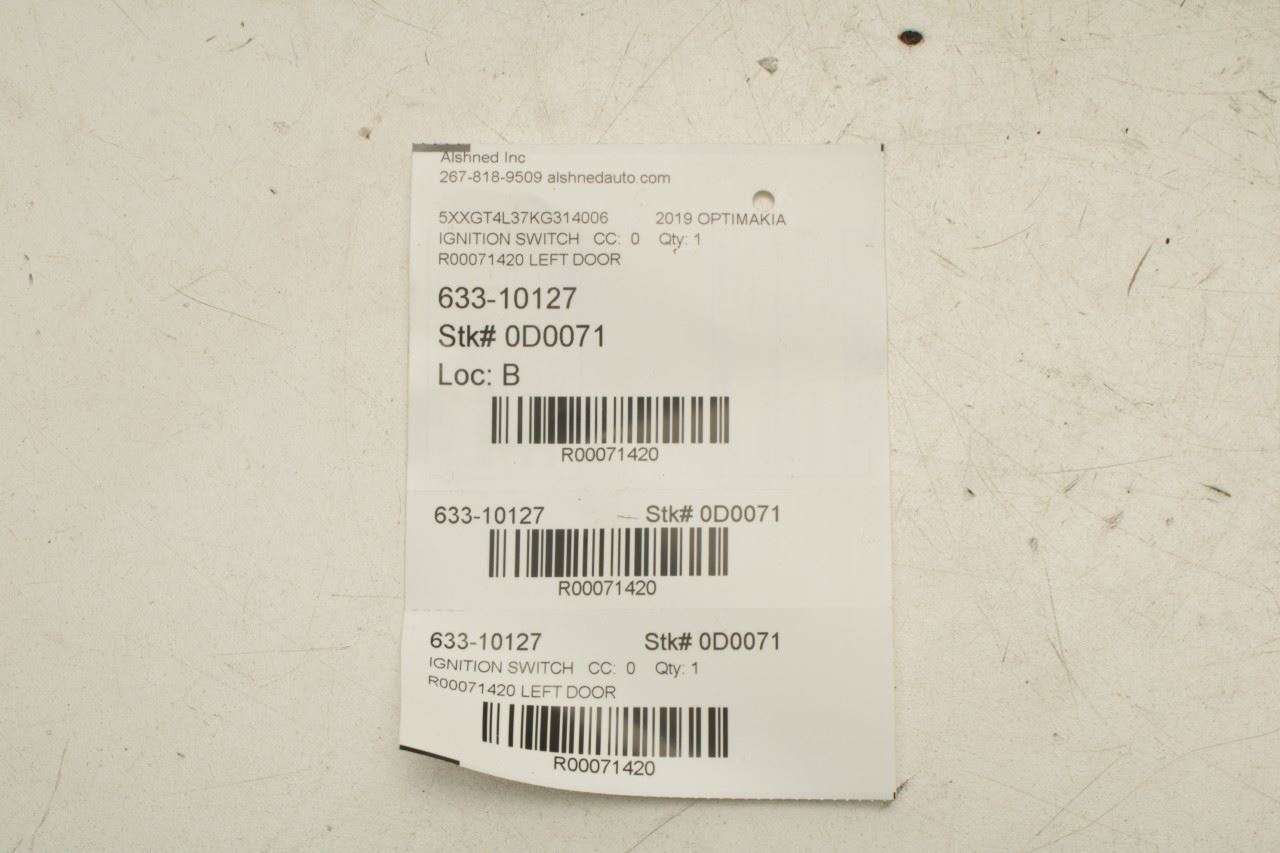 Alshned Inc
267-818-9509 alshnedauto.com
5XXGT4L37KG314006 2019 OPTIMAKIA
IGNITION SWITCH CC: 0 Qty: 1
R00071420 LEFT DOOR
633-10127
Stk# 0D0071
Loc: B
R00071420
633-10127 Stk# 0D0071
R00071420
633-10127 Stk# 0D0071
IGNITION SWITCH CC: 0 Qty: 1
R00071420 LEFT DOOR
R00071420